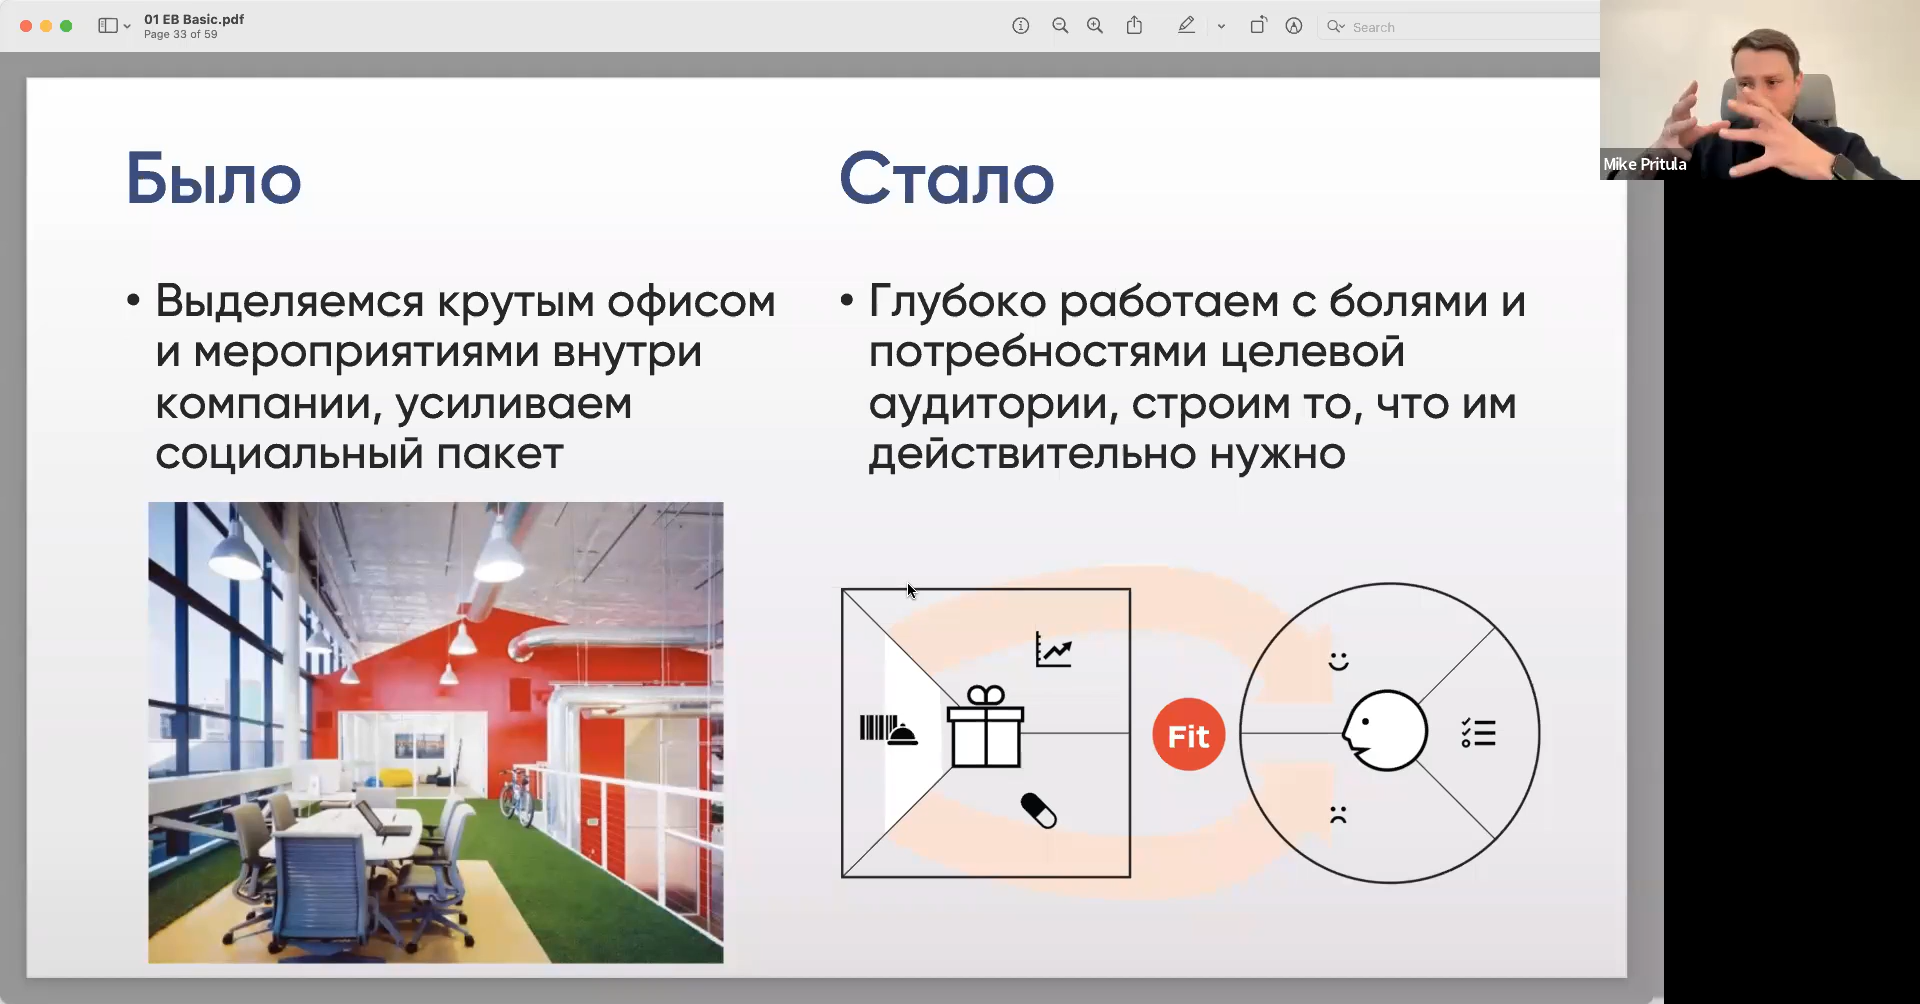 01 EB Basic.pdf
Page 33 of 59
Search
Mike Pritula
Было
• Выделяемся крутым офисом
и мероприятиями внутри
компании, усиливаем
социальный пакет
Стало
• Глубоко работаем с болями и
потребностями целевой
аудитории, строим то, что им
действительно нужно
Fit